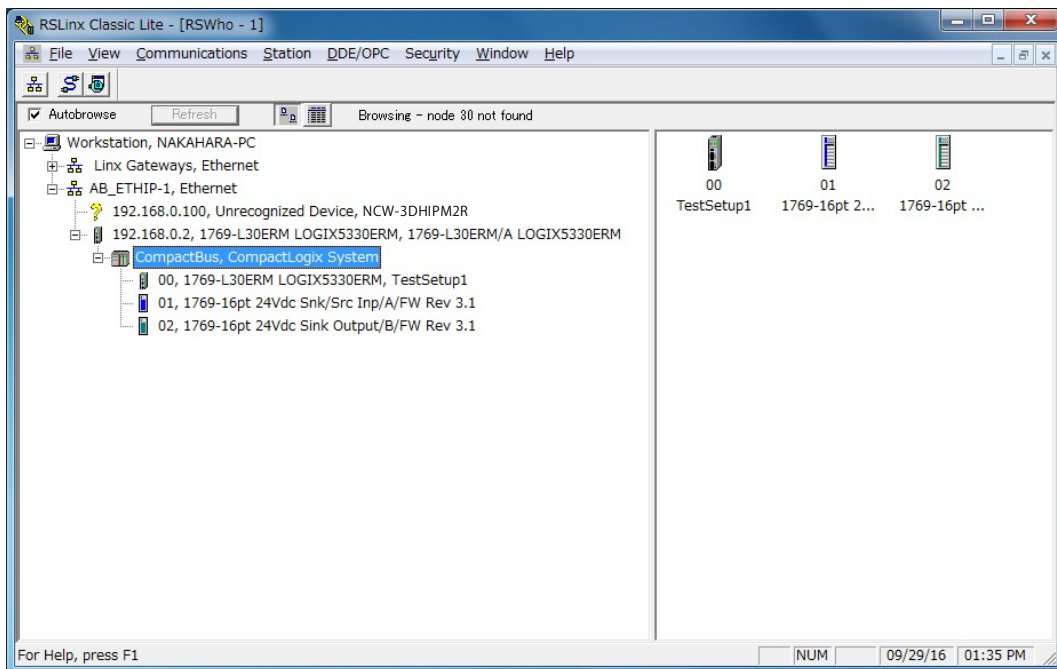 RSLinx Classic Lite - [RSWho - 1]
File View Communications Station DDE/OPC Security Window Help
Autobrowse Refresh Browsing - node 30 not found
Workstation, NAKAHARA-PC
Linx Gateways, Ethernet
AB_ETHIP-1, Ethernet
192.168.0.100, Unrecognized Device, NCW-3DHIPM2R
192.168.0.2, 1769-L30ERM LOGIX5330ERM, 1769-L30ERM/A LOGIX5330ERM
CompactBus, CompactLogix System
00, 1769-L30ERM LOGIX5330ERM, TestSetup1
01, 1769-16pt 24Vdc Snk/Src Inp/A/FW Rev 3.1
02, 1769-16pt 24Vdc Sink Output/B/FW Rev 3.1
00 01 02
TestSetup1 1769-16pt 2... 1769-16pt ...
For Help, press F1 NUM 09/29/16 01:35 PM